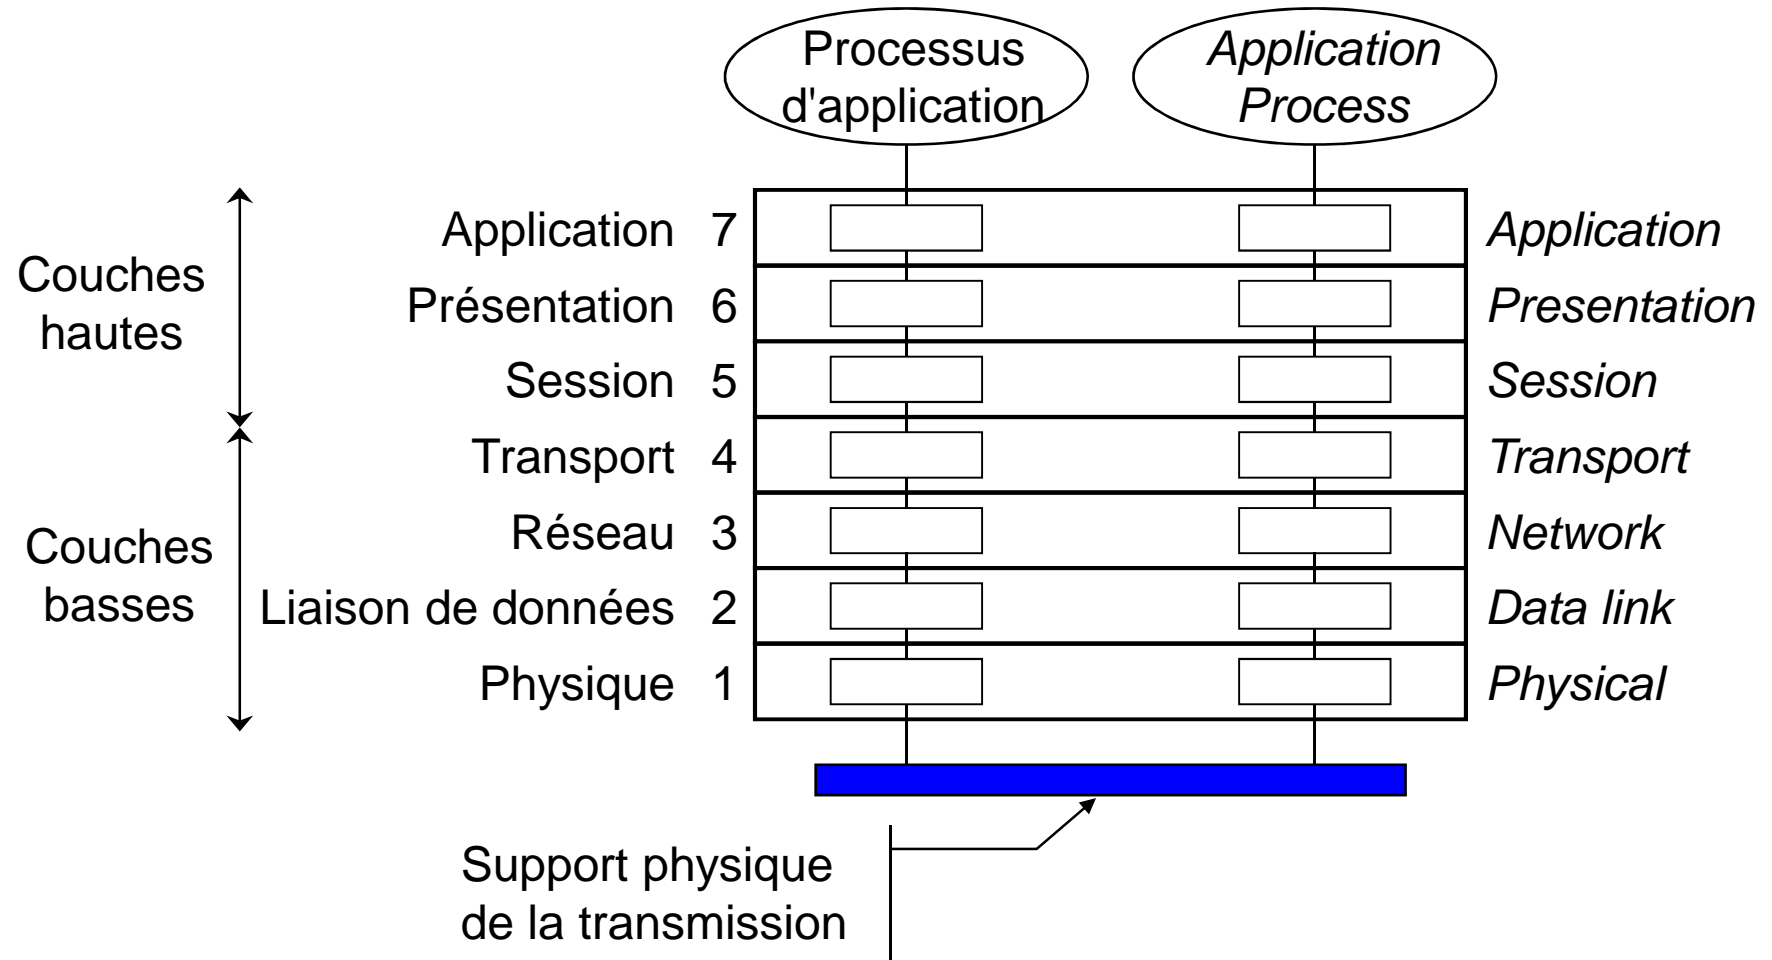 Processus
d'application
Application
Process
Couches
hautes
Application 7 Application
Présentation 6 Presentation
Session 5 Session
Transport 4 Transport
Couches
basses
Réseau 3 Network
Liaison de données 2 Data link
Physique 1 Physical
Support physique
de la transmission